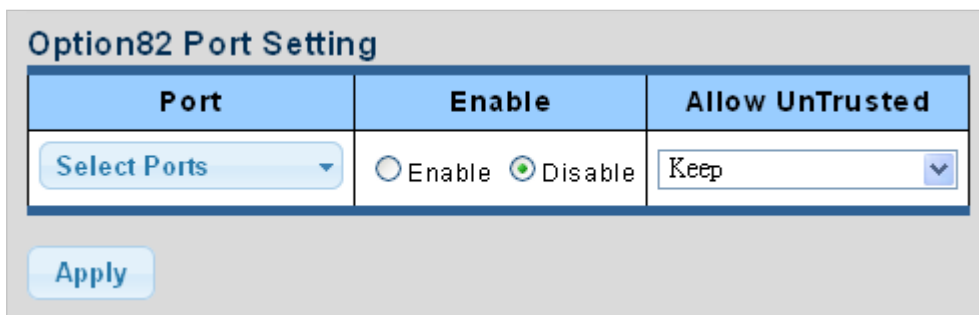 Option82 Port Setting
Port Enable Allow UnTrusted
Select Ports Enable Disable Keep
Apply